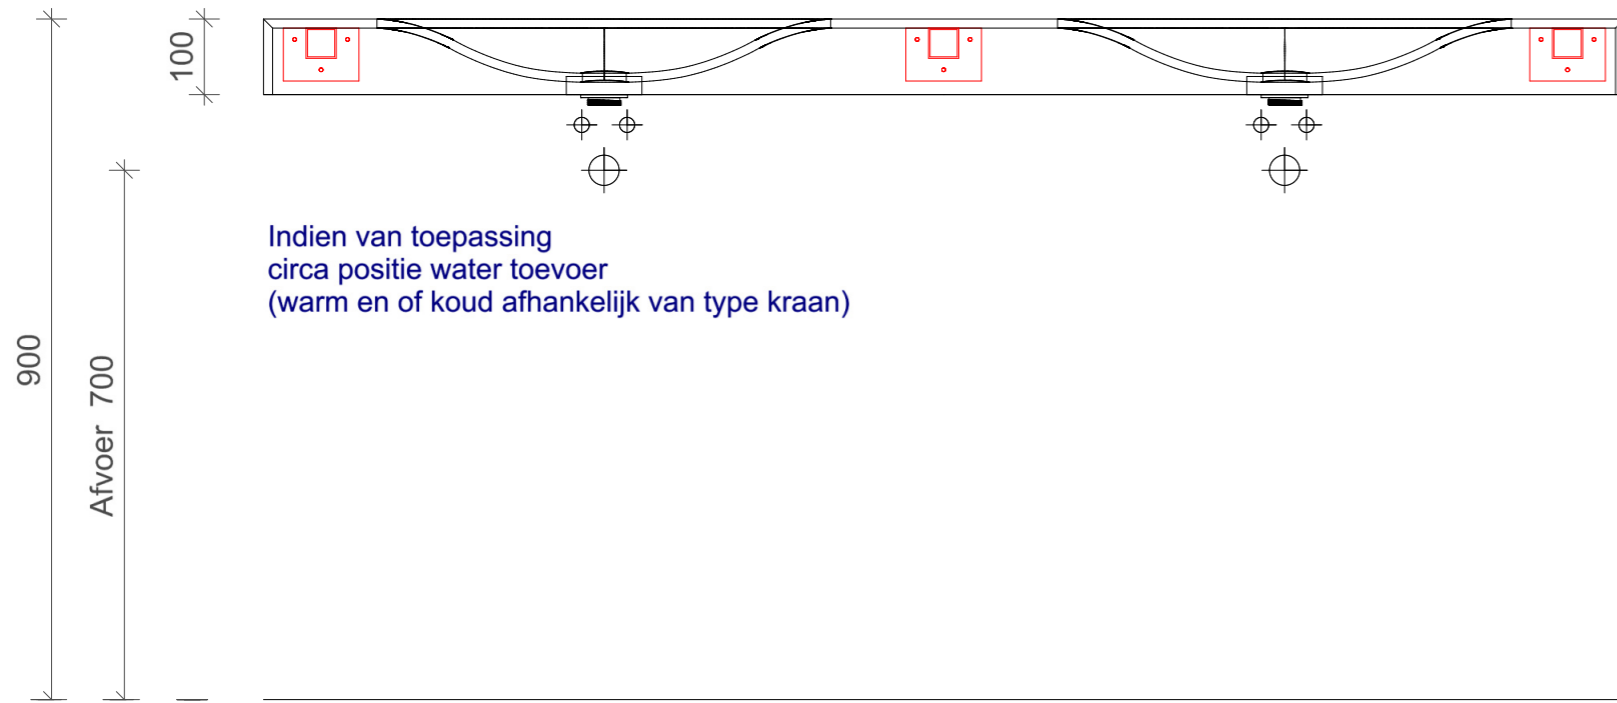 100
Indien van toepassing
circa positie water toevoer
(warm en of koud afhankelijk van type kraan)
900
Afvoer 700